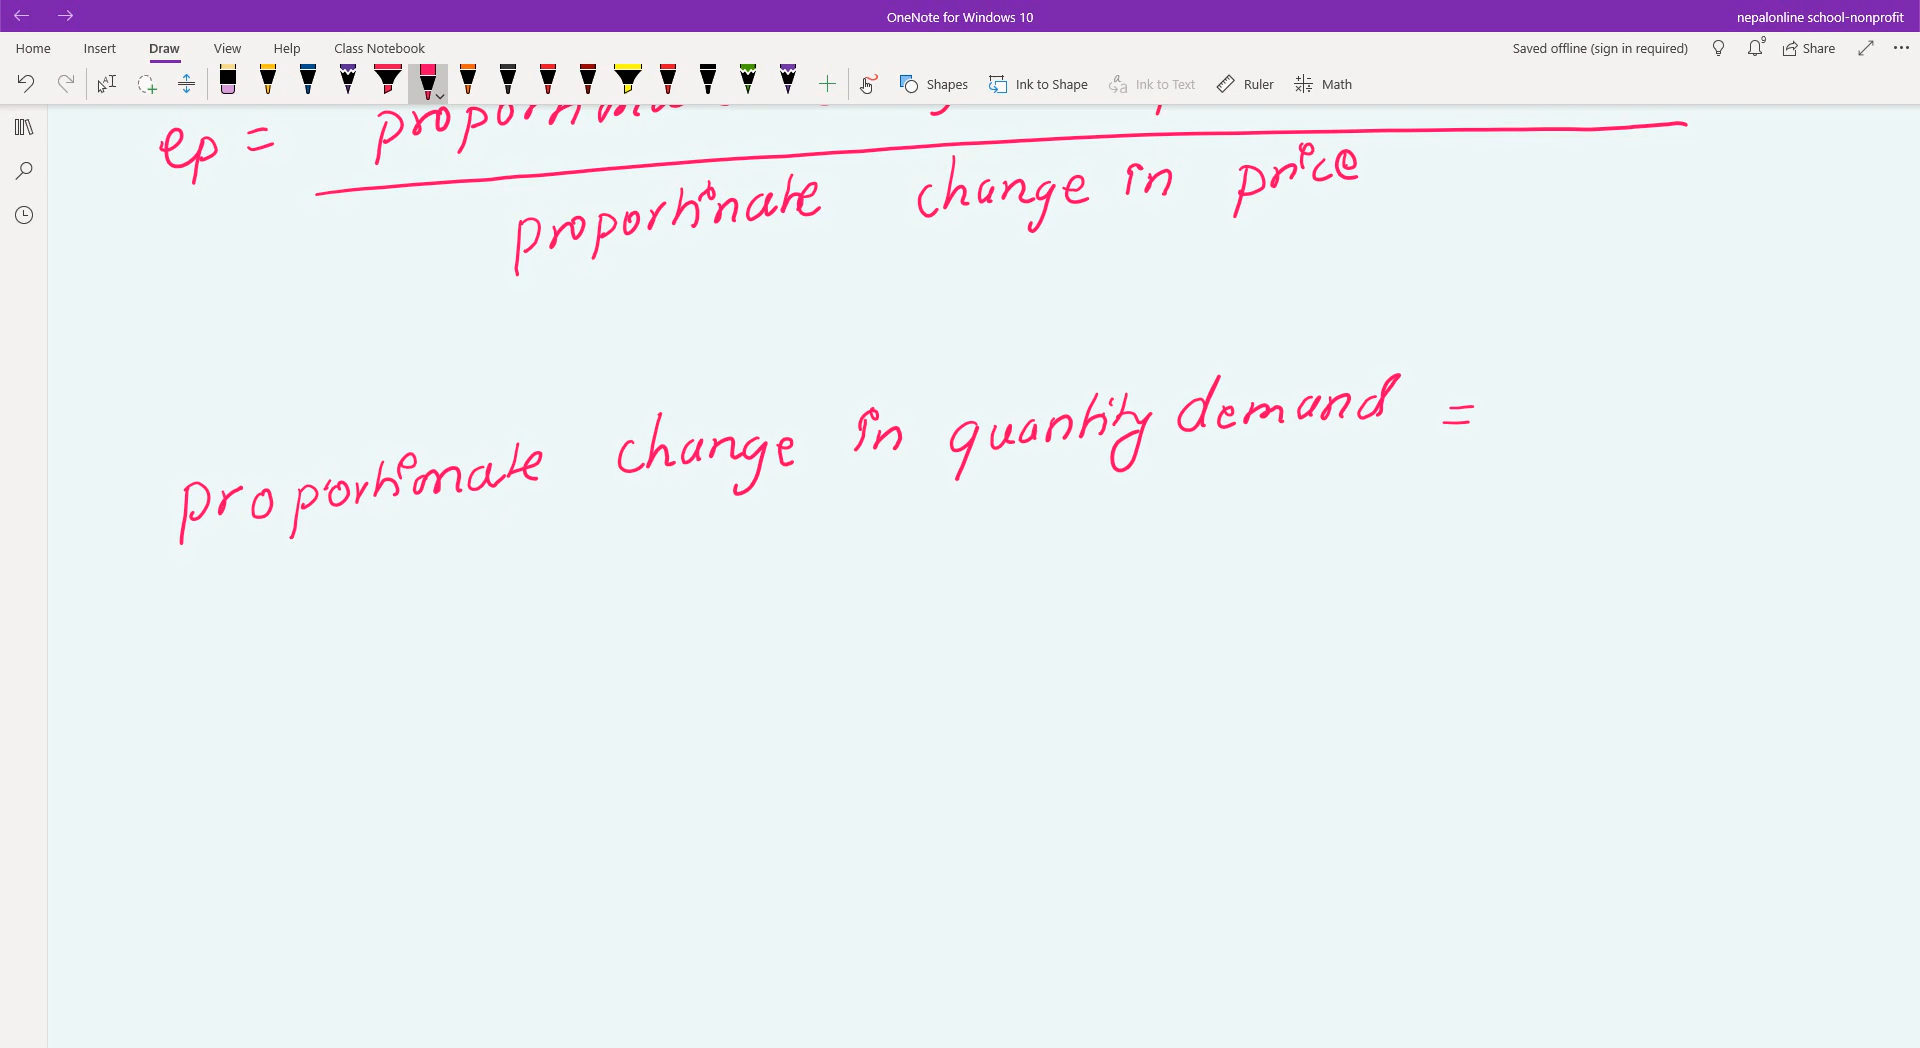 OneNote for Windows 10
nepalonline school-nonprofit
Home Insert Draw View Help Class Notebook
Saved offline (sign in required) 9 Share
Shapes Ink to Shape Ink to Text Ruler Math
ep =
proportinate change in price
proportionate change in quantity demand =